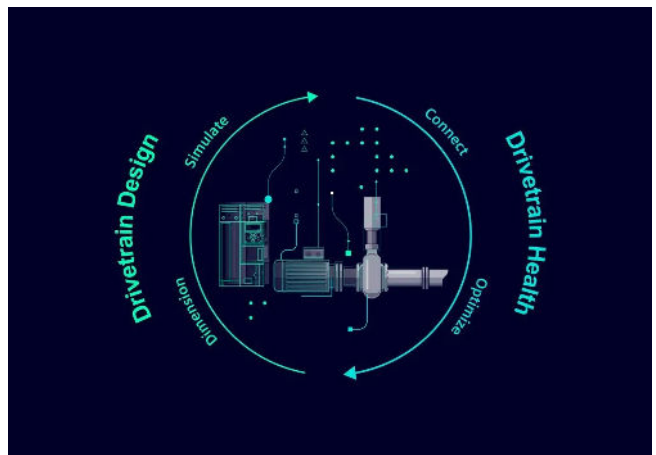 Drivetrain Design
Simulate
Dimension
Connect
Optimize
Drivetrain Health